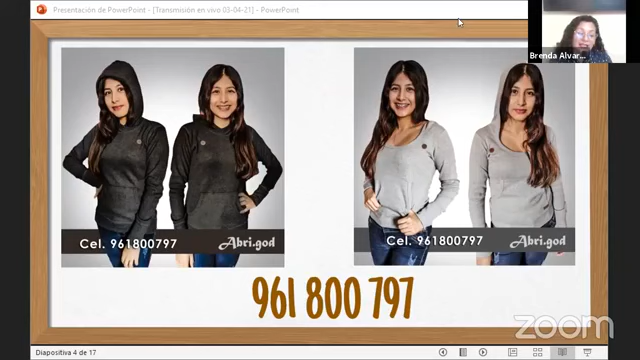 Presentación de PowerPoint - [Transmisión en vivo 03-04-21] - PowerPoint
Brenda Alvar...
Cel. 961800797 Abri.god
Cel. 961800797 Abri.god
961 800 797
zoom
Diapositiva 4 de 17